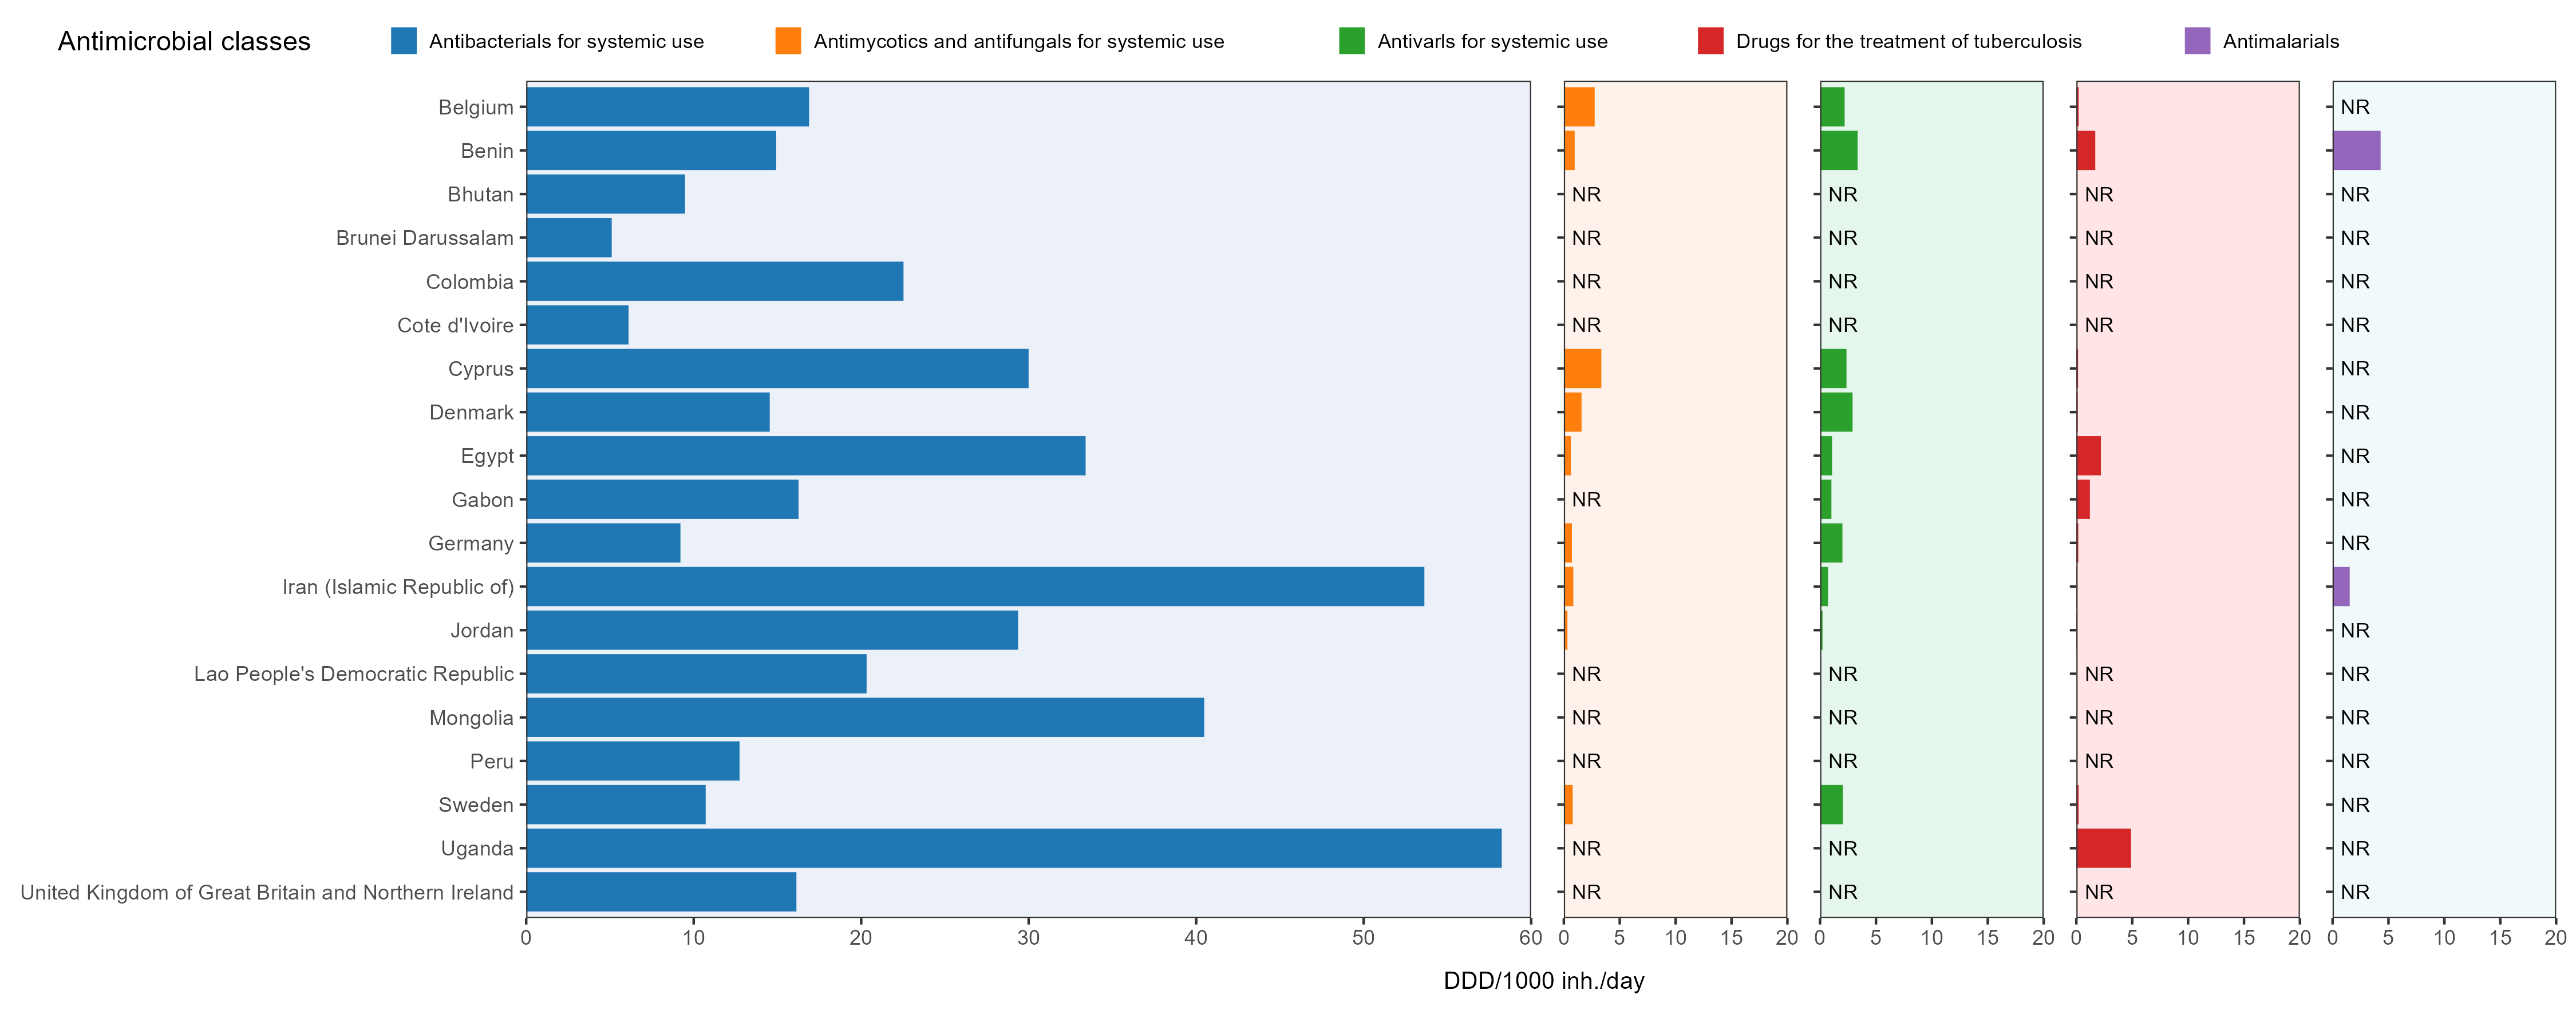 Antimicrobial classes Antibacterials for systemic use Antimycotics and antifungals for systemic use Antivarls for systemic use Drugs for the treatment of tuberculosis Antimalarials
Belgium NR
Benin
Bhutan NR NR NR NR
Brunei Darussalam NR NR NR NR
Colombia NR NR NR NR
Cote d'Ivoire NR NR NR NR
Cyprus NR
Denmark NR
Egypt NR
Gabon NR NR
Germany NR
Iran (Islamic Republic of)
Jordan NR
Lao People's Democratic Republic NR NR NR NR
Mongolia NR NR NR NR
Peru NR NR NR NR
Sweden NR
Uganda NR NR NR
United Kingdom of Great Britain and Northern Ireland NR NR NR NR
0 10 20 30 40 50 60 0 5 10 15 20 0 5 10 15 20 0 5 10 15 20 0 5 10 15 20
DDD/1000 inh./day